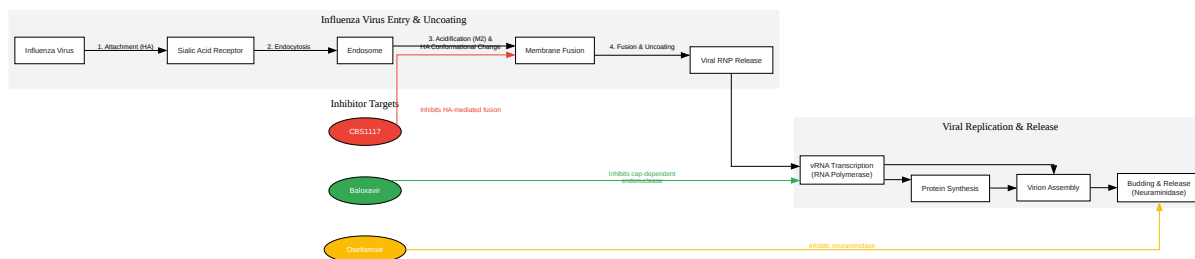 Influenza Virus Entry & Uncoating
Influenza Virus
1. Attachment (HA)
Sialic Acid Receptor
2. Endocytosis
Endosome
3. Acidification (M2) &
HA Conformational Change
Membrane Fusion
4. Fusion & Uncoating
Viral RNP Release
Inhibitor Targets
Inhibits HA-mediated fusion
CBS1117
Viral Replication & Release
vRNA Transcription
(RNA Polymerase)
Protein Synthesis
Virion Assembly
Budding & Release
(Neuraminidase)
Inhibits cap-dependent
endonuclease
Baloxavir
Oseltamivir
Inhibits neuraminidase